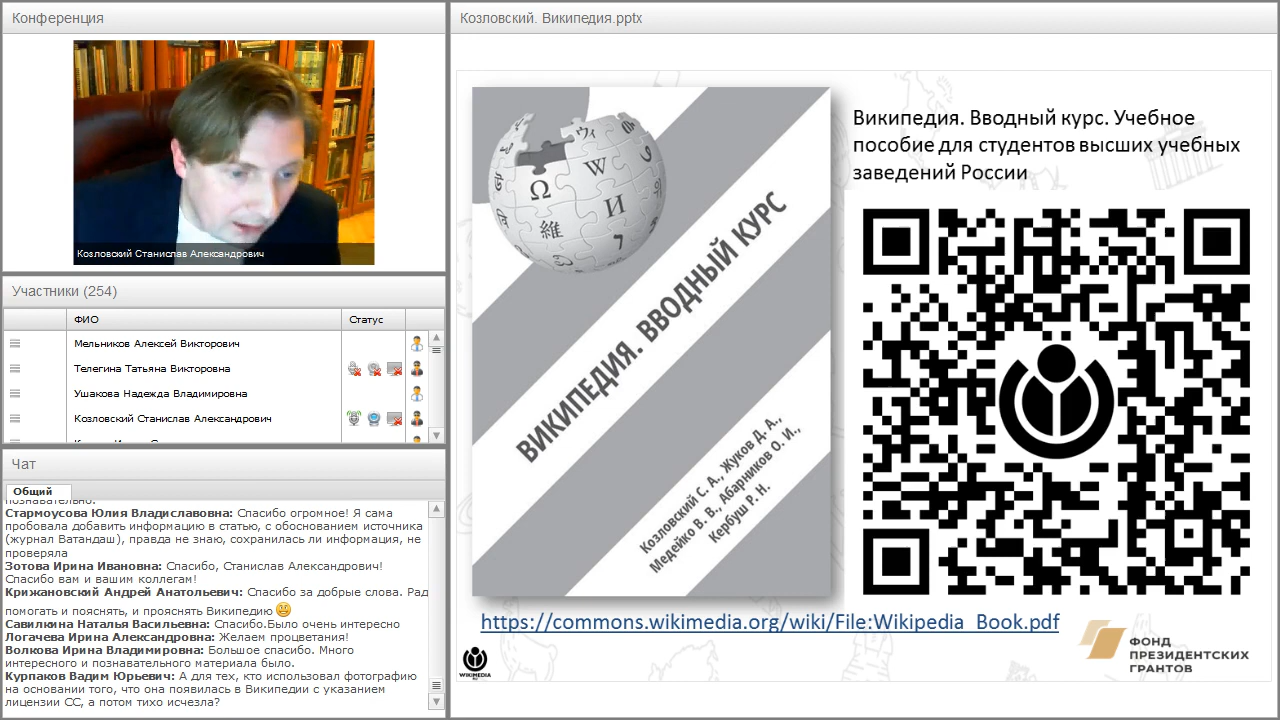 Конференция
Козловский Станислав Александрович
Участники (254)
ФИО
Статус
Мельников Алексей Викторович
Телегина Татьяна Викторовна
Ушакова Надежда Владимировна
Козловский Станислав Александрович
Чат
Общий
познавательно.
Стармоусова Юлия Владиславовна: Спасибо огромное! Я сама
пробовала добавить информацию в статью, с обоснованием источника
(журнал Ватандаш), правда не знаю, сохранилась ли информация, не
проверяла
Зотова Ирина Ивановна: Спасибо, Станислав Александрович!
Спасибо вам и вашим коллегам!
Крижановский Андрей Анатольевич: Спасибо за добрые слова. Рад
помогать и пояснять, и прояснять Википедию
Савилкина Наталья Васильевна: Спасибо.Было очень интересно
Логачева Ирина Александровна: Желаем процветания!
Волкова Ирина Владимировна: Большое спасибо. Много
интересного и познавательного материала было.
Курпаков Вадим Юрьевич: А для тех, кто использовал фотографию
на основании того, что она появилась в Википедии с указанием
лицензии CC, а потом тихо исчезла?
Козловский. Википедия.pptx
Ω
W
И
維
ウィ
ВИКИПЕДИЯ. ВВОДНЫЙ КУРС
Козловский С. А., Жуков Д. А.,
Медейко В. В., Абарников О. И.,
Кербуш Р. Н.
Википедия. Вводный курс. Учебное
пособие для студентов высших учебных
заведений России
https://commons.wikimedia.org/wiki/File:Wikipedia_Book.pdf
WIKIMEDIA
RU
ФОНД
ПРЕЗИДЕНТСКИХ
ГРАНТОВ